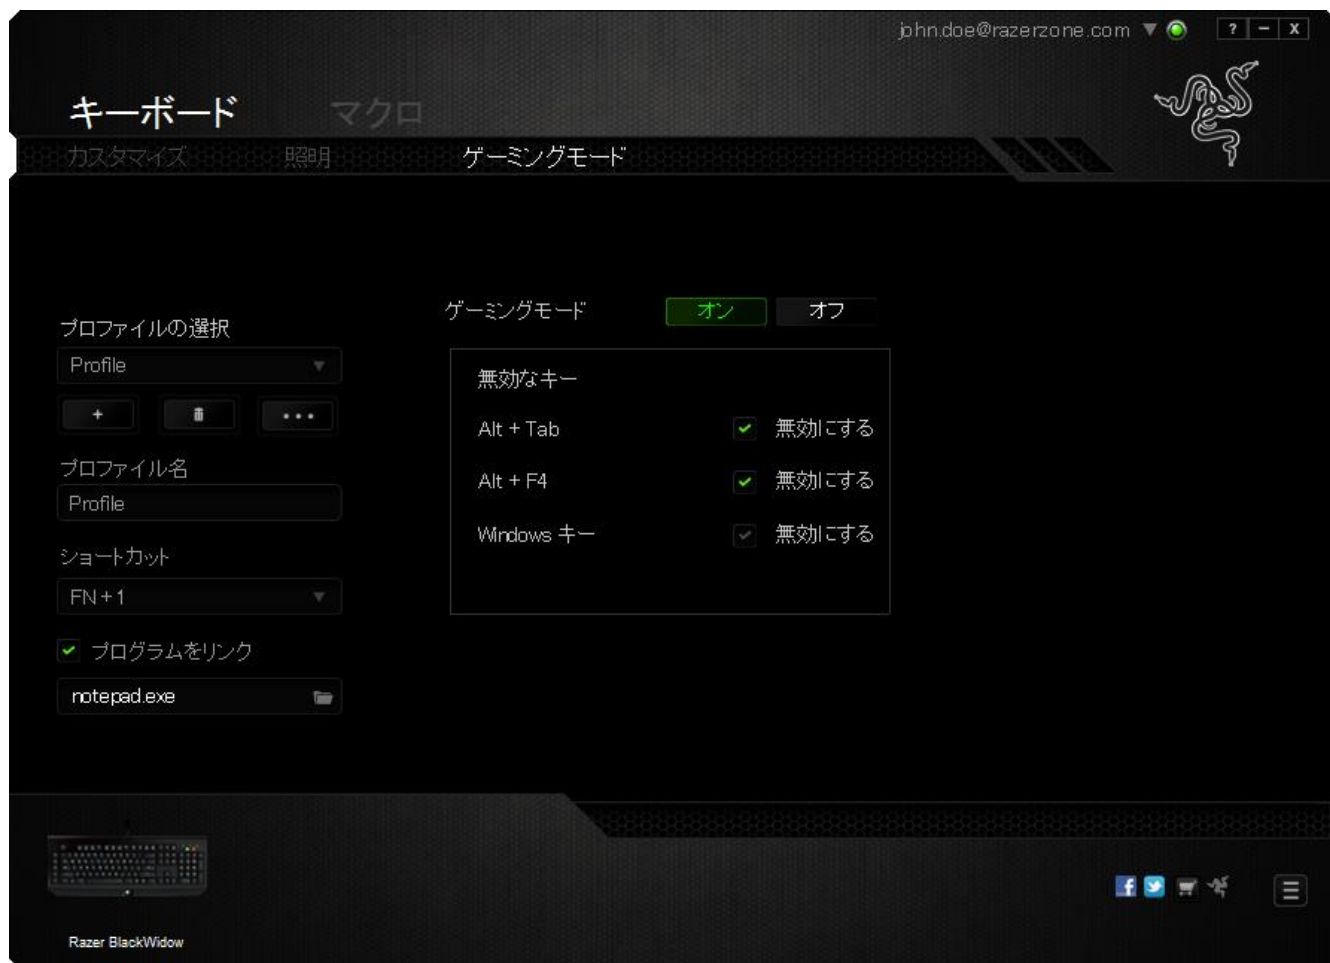 john.doe@razerzone.com
? − X
キーボード マクロ
カスタマイズ 照明 ゲーミングモード
プロファイルの選択
Profile
+ •••
プロファイル名
Profile
ショートカット
FN + 1
プログラムをリンク
notepad.exe
ゲーミングモード オン オフ
無効なキー
Alt + Tab 無効にする
Alt + F4 無効にする
Windows キー 無効にする
Razer BlackWidow